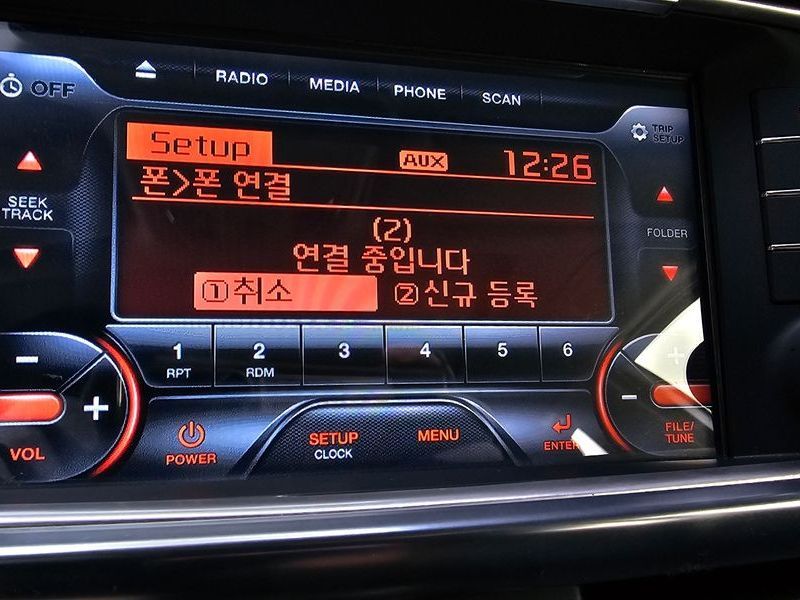 OFF
RADIO MEDIA PHONE SCAN
TRIP
SETUP
Setup AUX 12:26
폰>폰 연결
(2)
연결 중입니다
①취소 ②신규 등록
SEEK
TRACK
FOLDER
1 2 3 4 5 6
RPT RDM
- +
VOL
POWER
SETUP
CLOCK
MENU
ENTER
- +
FILE/
TUNE